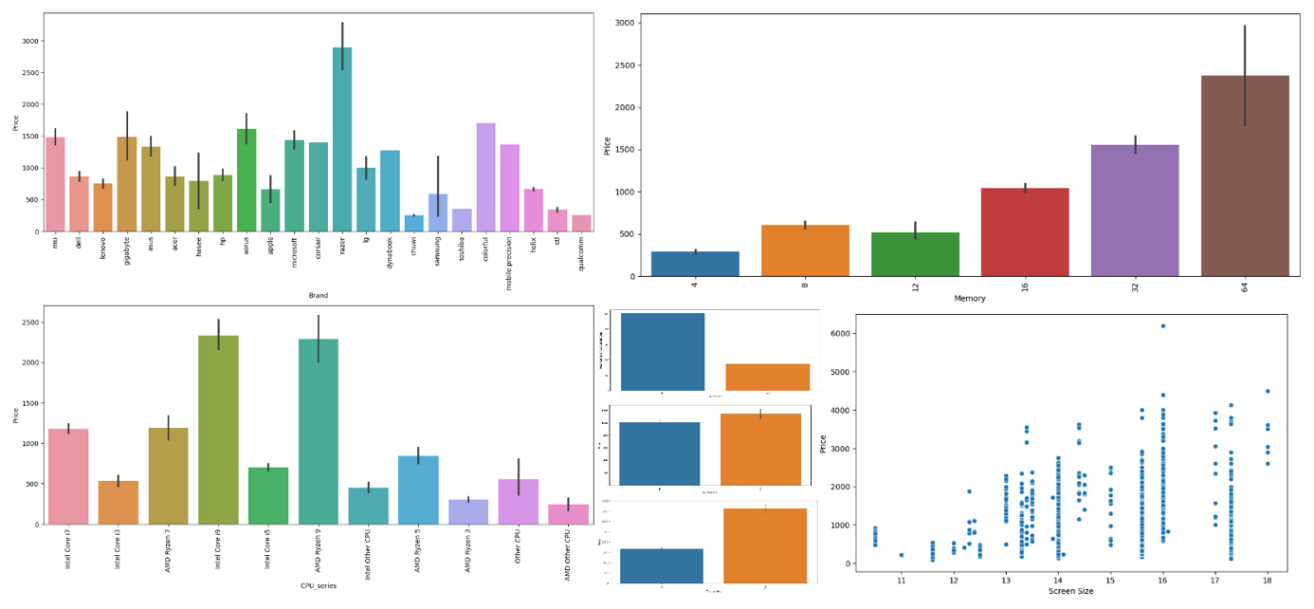 3000
2500
2000
1500
1000
500
0
Price
msi
dell
lenovo
gigabyte
asus
acer
hasee
hp
aorus
apple
microsoft
corsair
razer
lg
dynabook
chuwi
samsung
toshiba
colorful
mobile precision
helix
ctl
qualcomm
Brand
3000
2500
2000
1500
1000
500
0
Price
4
8
12
16
32
64
Memory
2500
2000
1500
1000
500
0
Price
Intel Core i7
Intel Core i3
AMD Ryzen 7
Intel Core i9
Intel Core i5
AMD Ryzen 9
Intel Other CPU
AMD Ryzen 5
AMD Ryzen 3
Other CPU
AMD Other CPU
CPU_series
6000
5000
4000
3000
2000
1000
0
Price
11
12
13
14
15
16
17
18
Screen Size